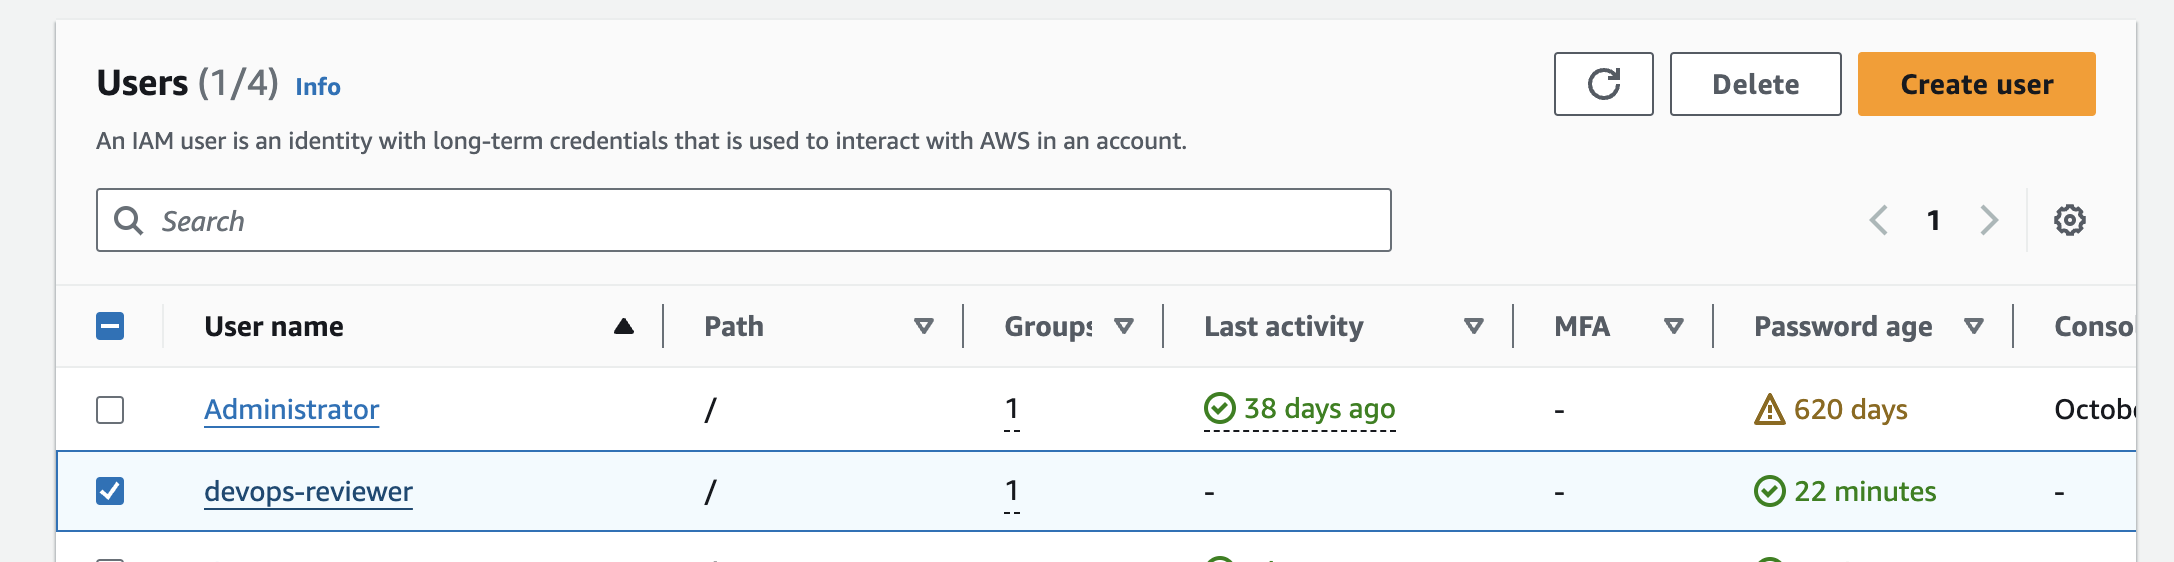 Users (1/4) Info
Delete
Create user
An IAM user is an identity with long-term credentials that is used to interact with AWS in an account.
Search
1
User name Path Groups Last activity MFA Password age Conso
Administrator / 1 38 days ago - 620 days Octob
devops-reviewer / 1 - - 22 minutes -